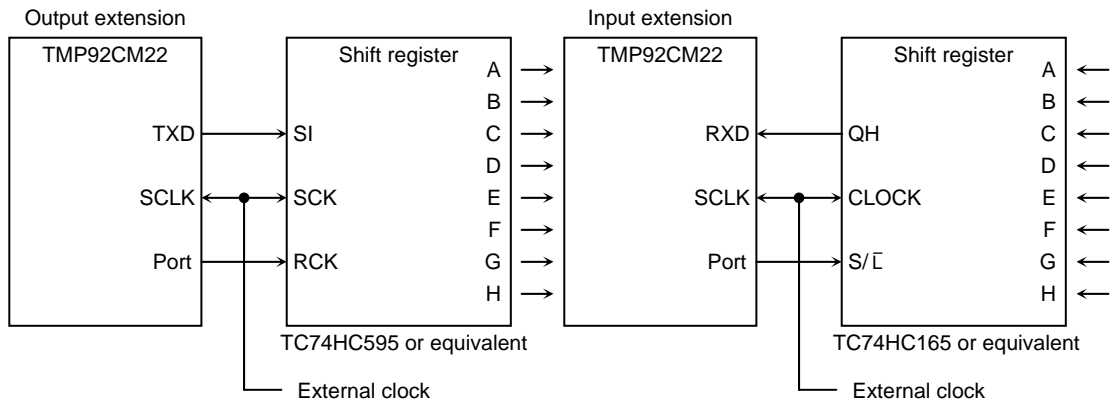 Output extension
TMP92CM22
TXD
SCLK
Port
Shift register
SI
SCK
RCK
A
B
C
D
E
F
G
H
TC74HC595 or equivalent
External clock
Input extension
TMP92CM22
RXD
SCLK
Port
Shift register
QH
CLOCK
S/L̅
A
B
C
D
E
F
G
H
TC74HC165 or equivalent
External clock